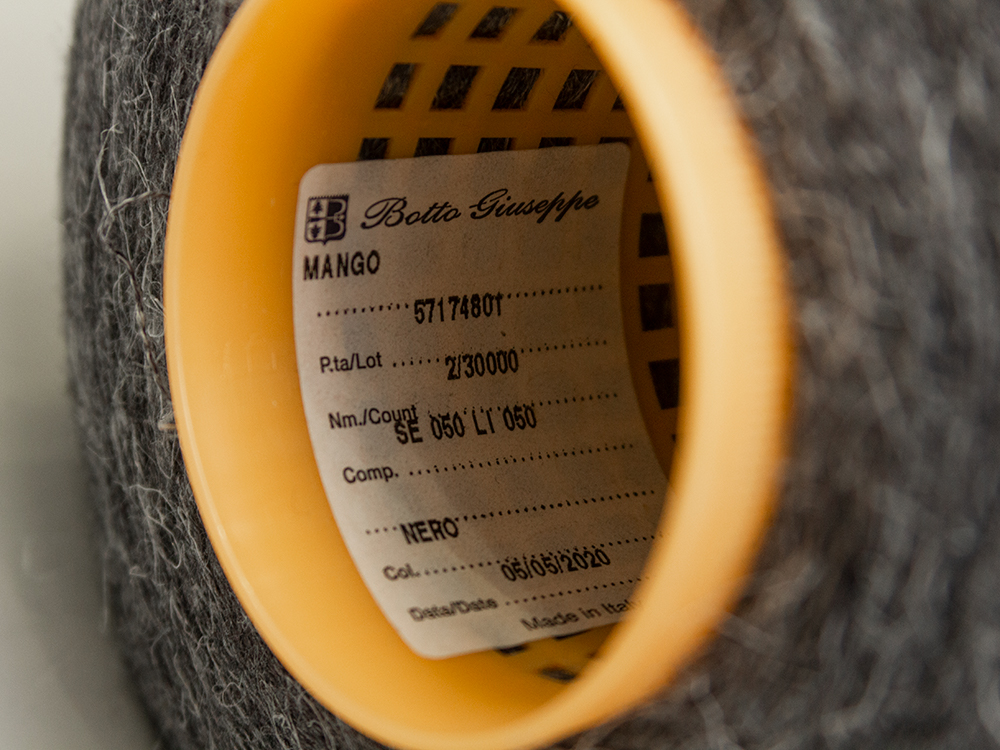 B Botto Giuseppe
MANGO
57174801
P.ta/Lot
2/30000
Nm./Count
SE 050 LI 050
Comp.
NERO
Col.
05/05/2020
Data/Date
Made in Italy